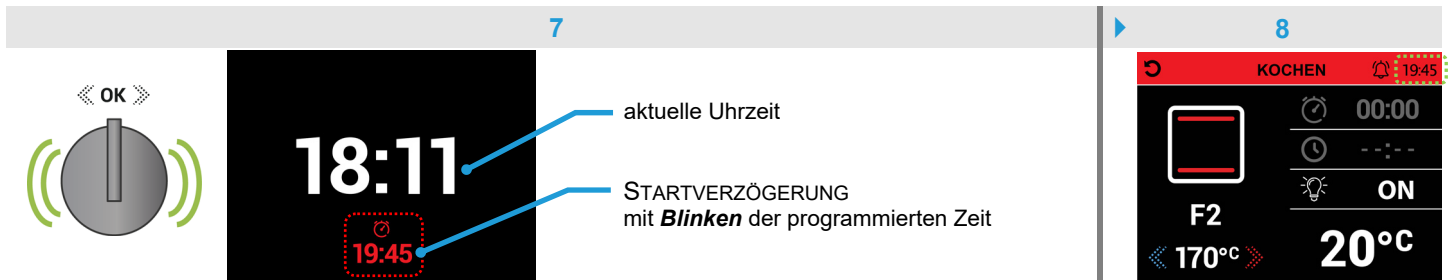 7
OK
18:11
19:45
aktuelle Uhrzeit
STARTVERZÖGERUNG
mit Blinken der programmierten Zeit
8
KOCHEN 19:45
00:00
--:--
ON
F2
170°C
20°C